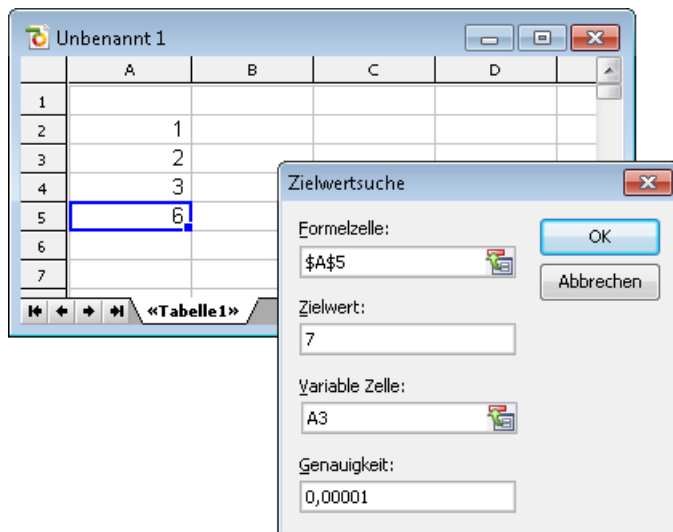 Unbenannt 1
A B C D
1
2 1
3 2
4 3
5 6
6
7
«Tabelle1»
Zielwertsuche
Formelzelle:
$A$5
OK
Abbrechen
Zielwert:
7
Variable Zelle:
A3
Genauigkeit:
0,00001